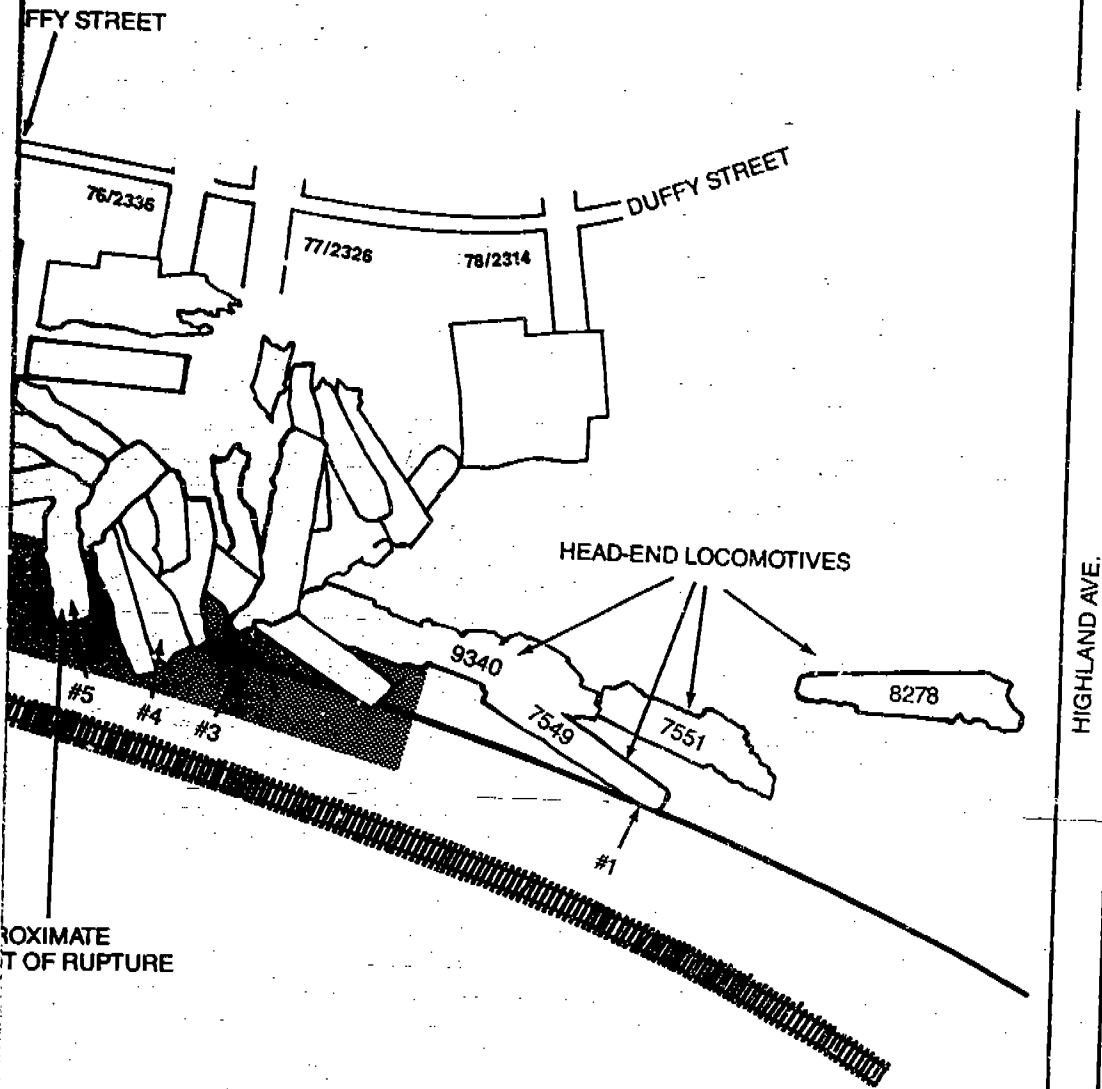 FFY STREET
DUFFY STREET
76/2336
77/2326
78/2314
HEAD-END LOCOMOTIVES
HIGHLAND AVE.
9340
8278
7549
7551
#5
#4
#3
#1
ROXIMATE
T OF RUPTURE